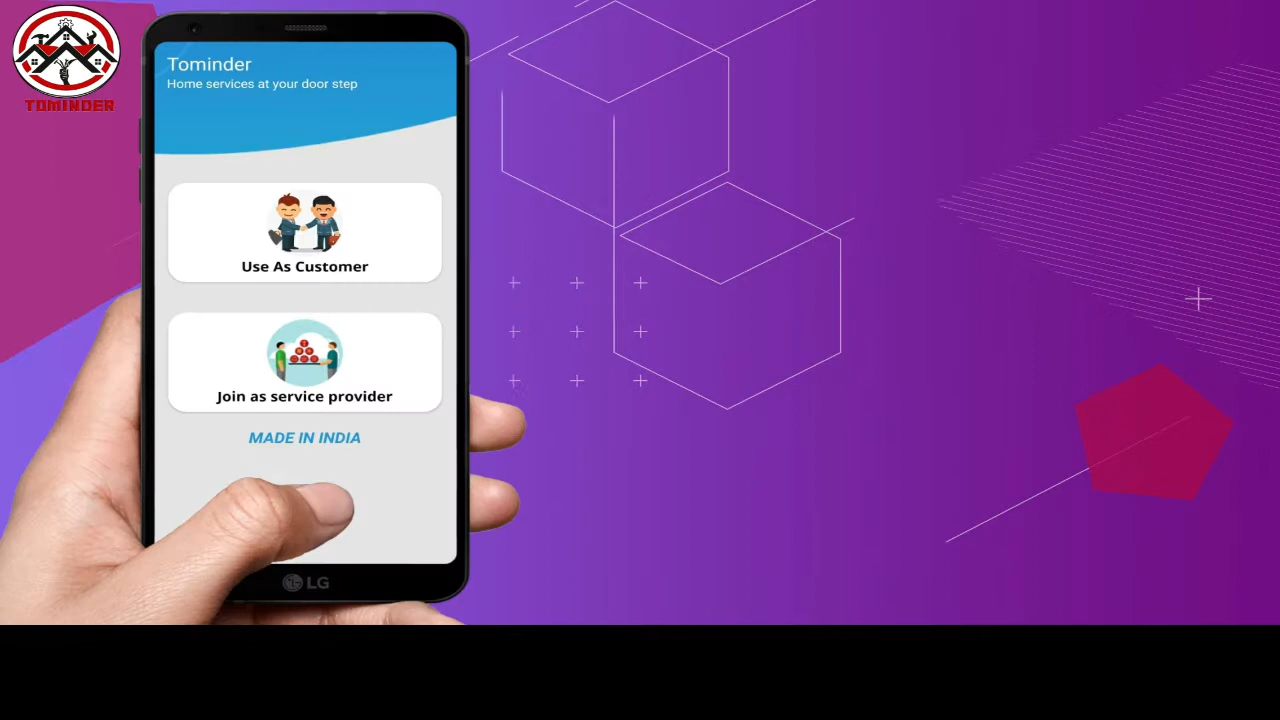 TOMINDER
Tominder
Home services at your door step
Use As Customer
Join as service provider
MADE IN INDIA
LG